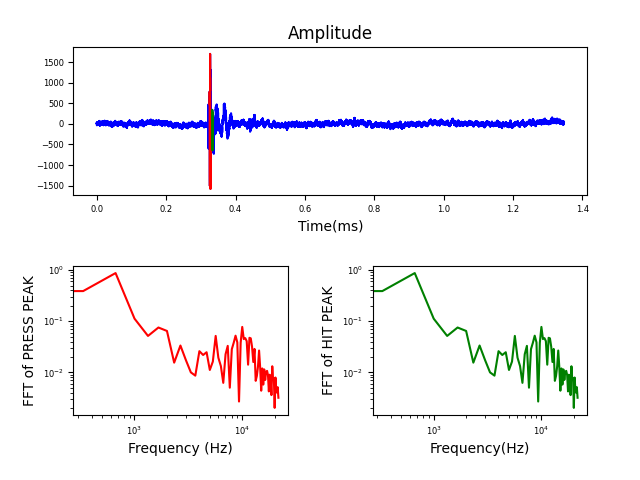 Amplitude
1500
1000
500
0
−500
−1000
−1500
0.0 0.2 0.4 0.6 0.8 1.0 1.2 1.4
Time(ms)
FFT of PRESS PEAK
10⁰
10⁻¹
10⁻²
10³ 10⁴
Frequency (Hz)
FFT of HIT PEAK
10⁰
10⁻¹
10⁻²
10³ 10⁴
Frequency(Hz)